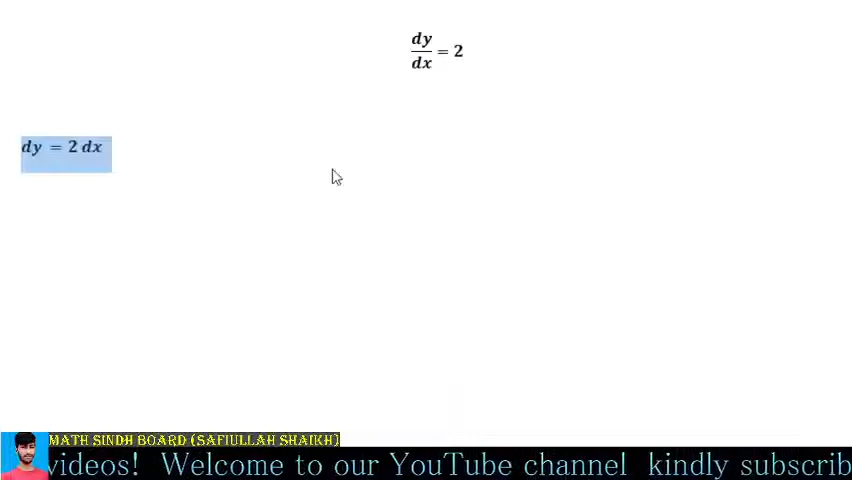 dy/dx = 2
dy = 2 dx
MATH SINDH BOARD (SAFIULLAH SHAIKH)
videos! Welcome to our YouTube channel kindly subscrib